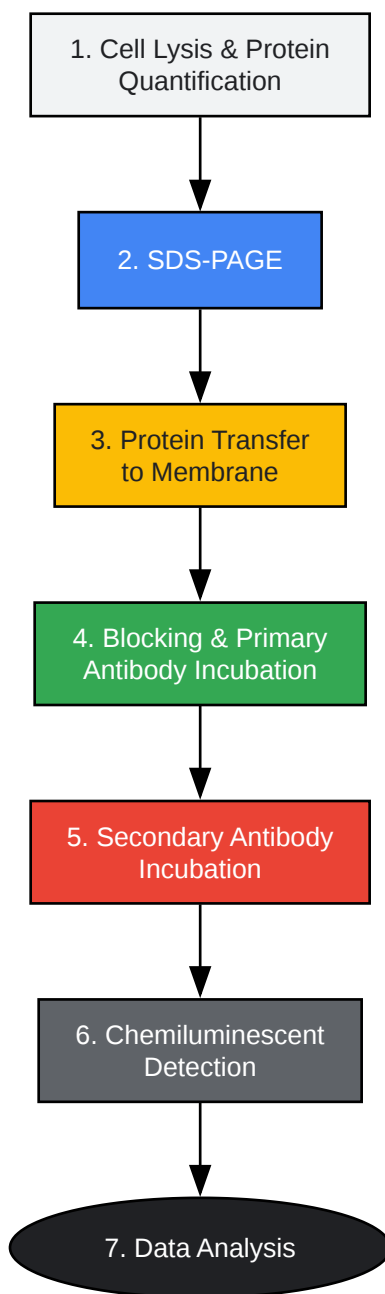 1. Cell Lysis & Protein
Quantification
2. SDS-PAGE
3. Protein Transfer
to Membrane
4. Blocking & Primary
Antibody Incubation
5. Secondary Antibody
Incubation
6. Chemiluminescent
Detection
7. Data Analysis